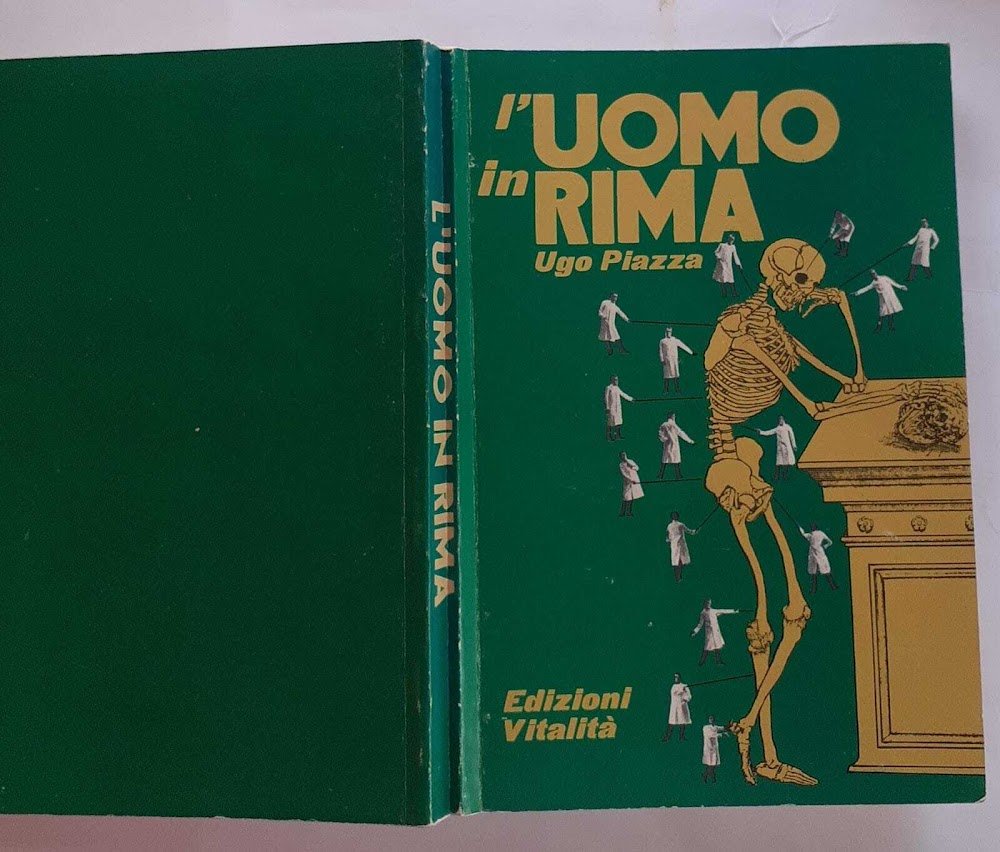 L'UOMO IN RIMA
l'UOMO
in RIMA
Ugo Piazza
Edizioni
Vitalità